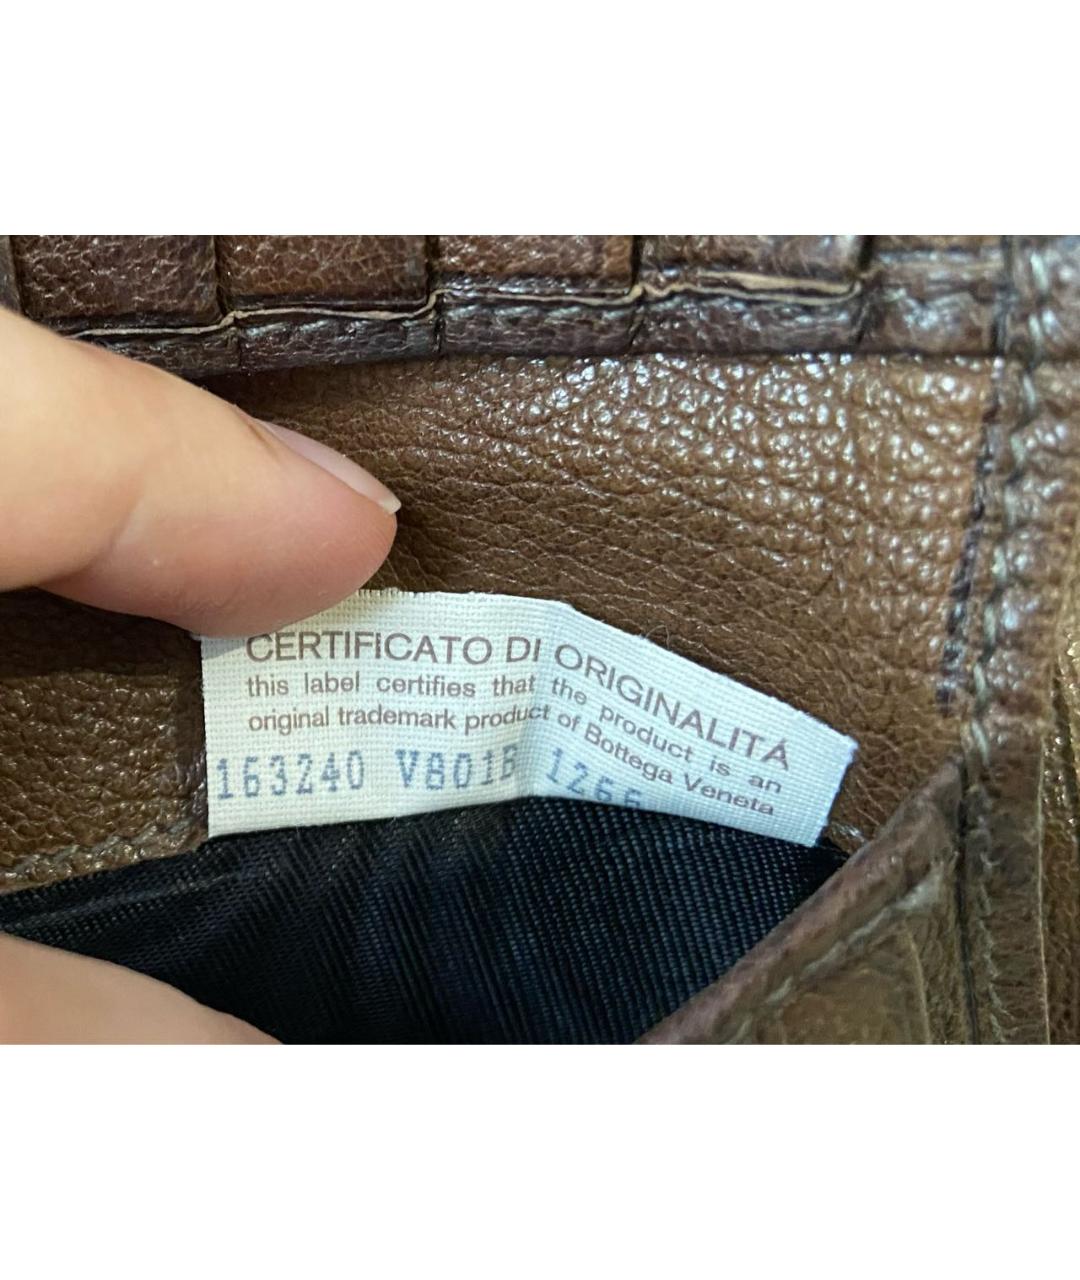 CERTIFICATO DI ORIGINALITÁ
this label certifies that the product is an
original trademark product of Bottega Veneta
163240 V801B 1266